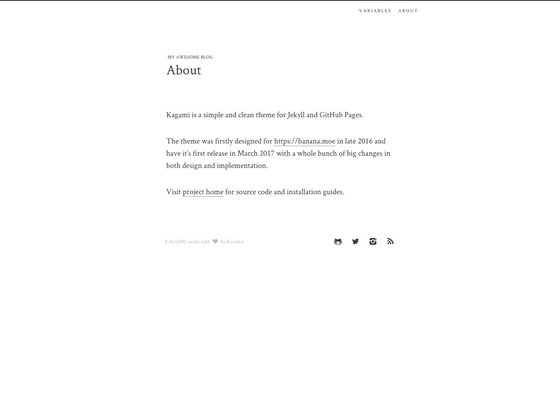 VARIABLES ABOUT
MY AWESOME BLOG
About
Kagami is a simple and clean theme for Jekyll and GitHub Pages.
The theme was firstly designed for https://banana.moe in late 2016 and
have it's first release in March 2017 with a whole bunch of big changes in
both design and implementation.
Visit project home for source code and installation guides.
KAGAMI, made with by